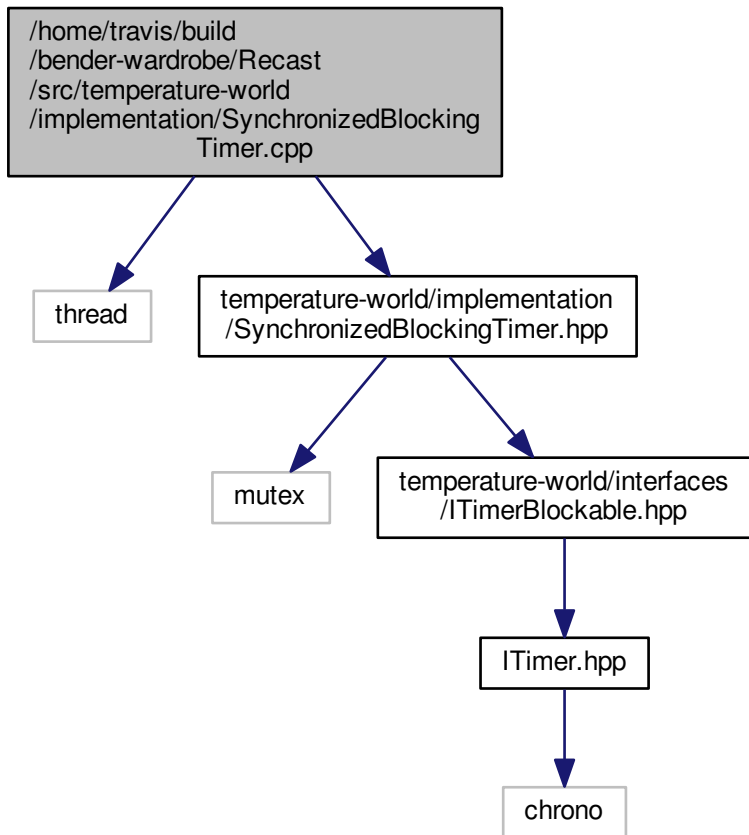 /home/travis/build
/bender-wardrobe/Recast
/src/temperature-world
/implementation/SynchronizedBlocking
Timer.cpp
thread
temperature-world/implementation
/SynchronizedBlockingTimer.hpp
mutex
temperature-world/interfaces
/ITimerBlockable.hpp
ITimer.hpp
chrono